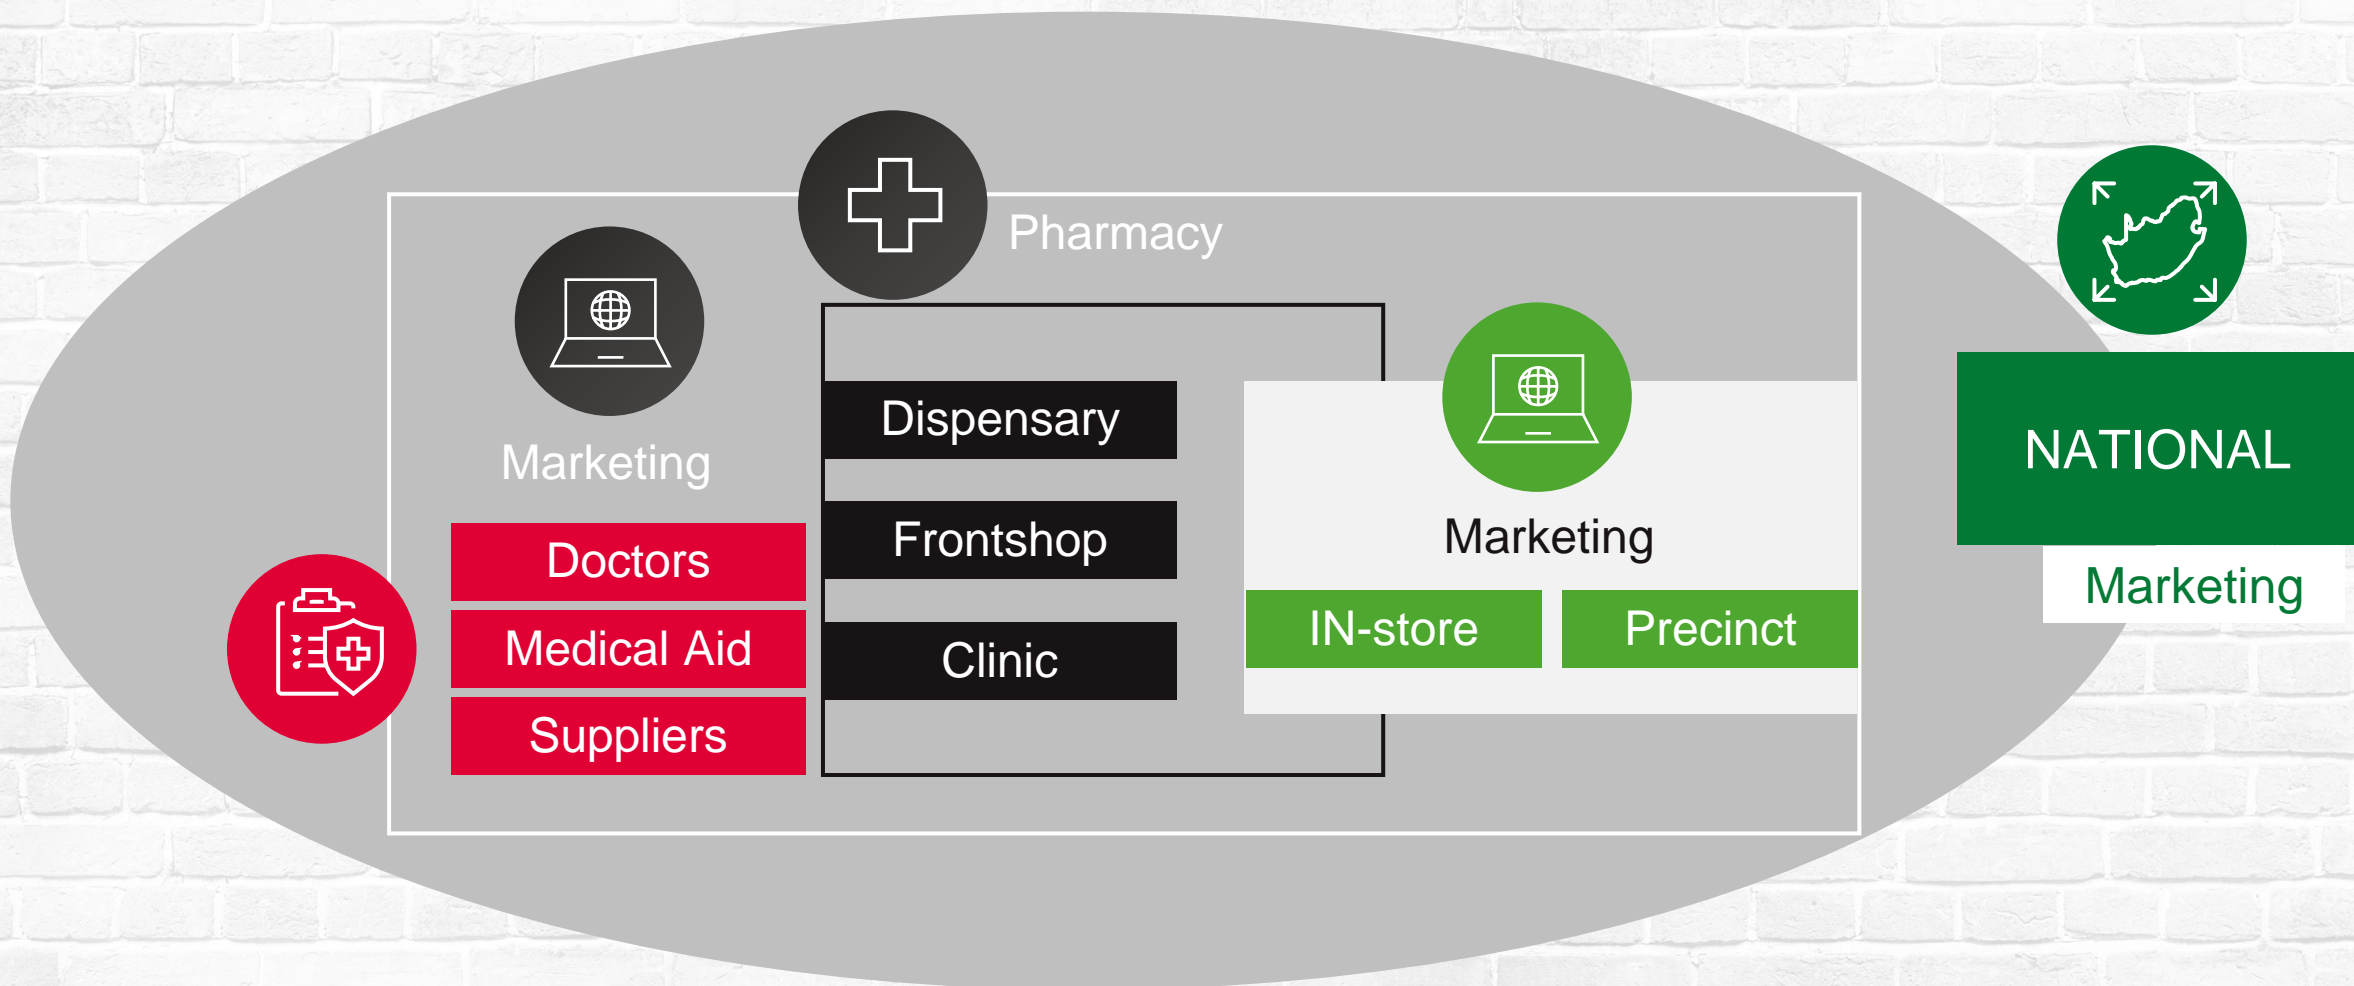 Pharmacy
Marketing
Doctors
Medical Aid
Suppliers
Dispensary
Frontshop
Clinic
Marketing
IN-store
Precinct
NATIONAL
Marketing